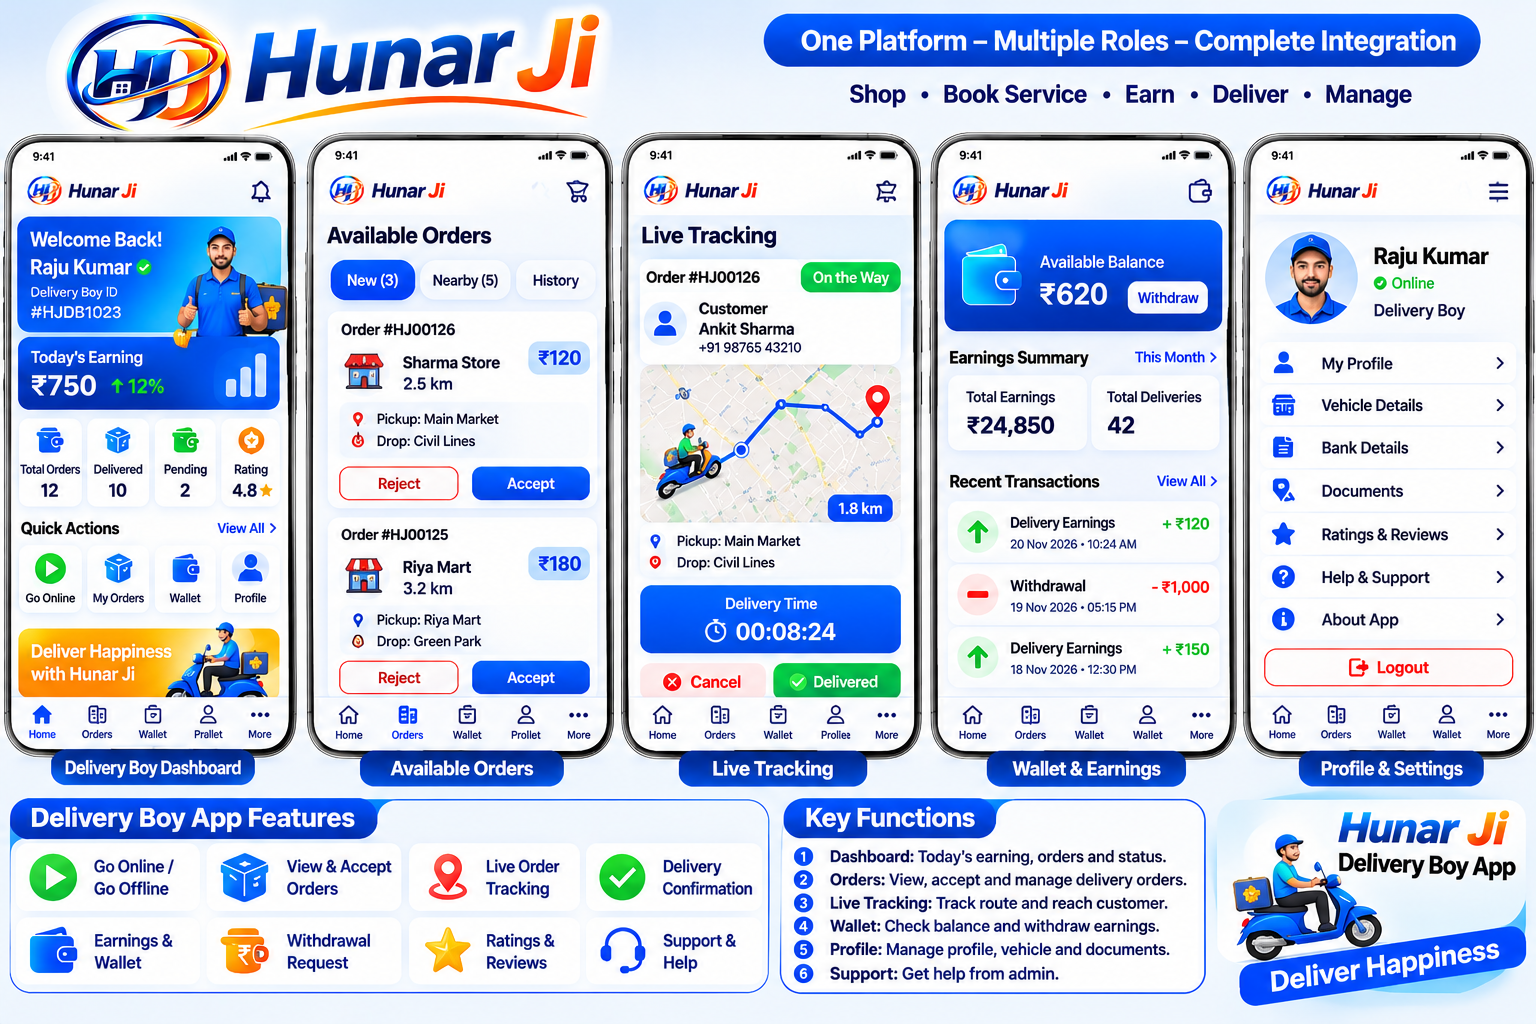 HJ Hunar Ji
One Platform – Multiple Roles – Complete Integration
Shop • Book Service • Earn • Deliver • Manage
9:41
HJ Hunar Ji
Welcome Back!
Raju Kumar
Delivery Boy ID
#HJDB1023
Today's Earning
₹750 ↑ 12%
Total Orders
12
Delivered
10
Pending
2
Rating
4.8
Quick Actions
View All >
Go Online
My Orders
Wallet
Profile
Deliver Happiness
with Hunar Ji
Home
Orders
Wallet
Prallet
More
Delivery Boy Dashboard
9:41
HJ Hunar Ji
Available Orders
New (3)
Nearby (5)
History
Order #HJ00126
Sharma Store
2.5 km
₹120
Pickup: Main Market
Drop: Civil Lines
Reject
Accept
Order #HJ00125
Riya Mart
3.2 km
₹180
Pickup: Riya Mart
Drop: Green Park
Reject
Accept
Home
Orders
Wallet
Prollet
More
Available Orders
9:41
HJ Hunar Ji
Live Tracking
Order #HJ00126
On the Way
Customer
Ankit Sharma
+91 98765 43210
1.8 km
Pickup: Main Market
Drop: Civil Lines
Delivery Time
00:08:24
Cancel
Delivered
Home
Orders
Wallet
Prollet
More
Live Tracking
9:41
HJ Hunar Ji
Available Balance
₹620
Withdraw
Earnings Summary
This Month >
Total Earnings
₹24,850
Total Deliveries
42
Recent Transactions
View All >
Delivery Earnings
20 Nov 2026 • 10:24 AM
+ ₹120
Withdrawal
19 Nov 2026 • 05:15 PM
- ₹1,000
Delivery Earnings
18 Nov 2026 • 12:30 PM
+ ₹150
Home
Orders
Wallet
Wallet
More
Wallet & Earnings
9:41
HJ Hunar Ji
Raju Kumar
Online
Delivery Boy
My Profile
Vehicle Details
Bank Details
Documents
Ratings & Reviews
Help & Support
About App
Logout
Home
Orders
Wallet
Wallet
More
Profile & Settings
Delivery Boy App Features
Go Online /
Go Offline
View & Accept
Orders
Live Order
Tracking
Delivery
Confirmation
Earnings &
Wallet
Withdrawal
Request
Ratings &
Reviews
Support &
Help
Key Functions
1 Dashboard: Today's earning, orders and status.
2 Orders: View, accept and manage delivery orders.
3 Live Tracking: Track route and reach customer.
4 Wallet: Check balance and withdraw earnings.
5 Profile: Manage profile, vehicle and documents.
6 Support: Get help from admin.
Hunar Ji
Delivery Boy App
Deliver Happiness